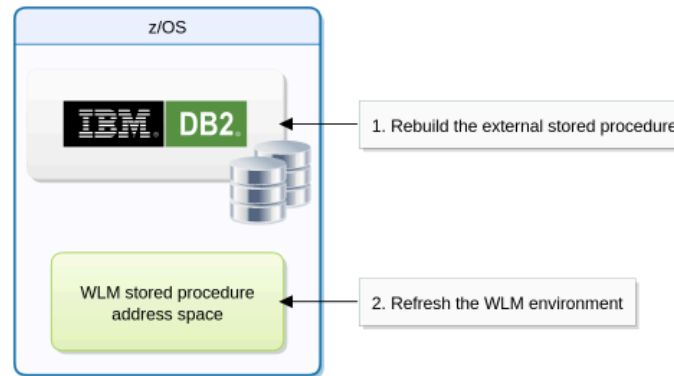 z/OS
IBM®
DB2®
1. Rebuild the external stored procedure
WLM stored procedure
address space
2. Refresh the WLM environment